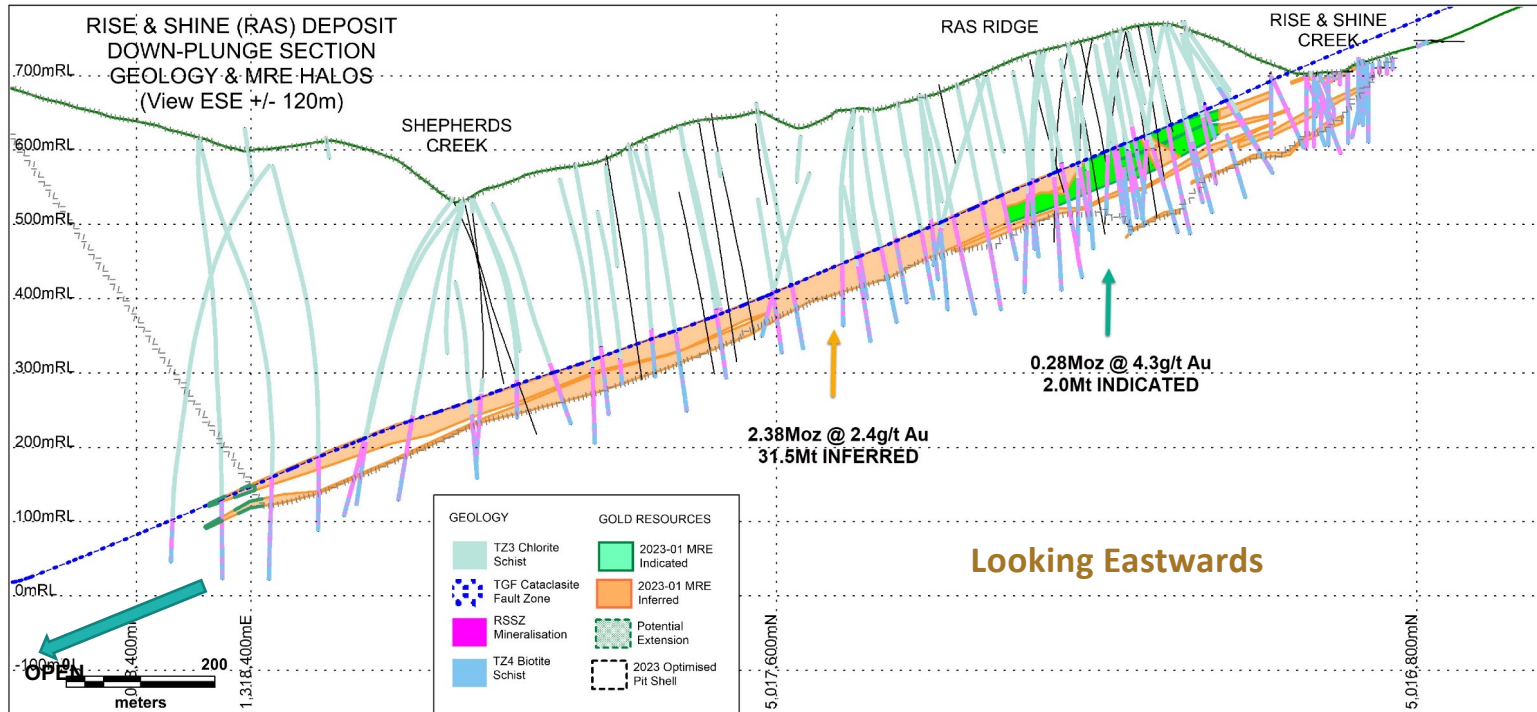 RISE & SHINE (RAS) DEPOSIT
DOWN-PLUNGE SECTION
GEOLOGY & MRE HALOS
(View ESE +/- 120m)
RAS RIDGE
RISE & SHINE
CREEK
SHEPHERDS
CREEK
700mRL
600mRL
500mRL
400mRL
300mRL
200mRL
100mRL
0mRL
-100mRL
0.28Moz @ 4.3g/t Au
2.0Mt INDICATED
2.38Moz @ 2.4g/t Au
31.5Mt INFERRED
Looking Eastwards
GEOLOGY
TZ3 Chlorite
Schist
TGF Cataclasite
Fault Zone
RSSZ
Mineralisation
TZ4 Biotite
Schist
GOLD RESOURCES
2023-01 MRE
Indicated
2023-01 MRE
Inferred
Potential
Extension
2023 Optimised
Pit Shell
OPEN
0
200
meters
1,318,400mE
5,017,600mN
5,016,800mN